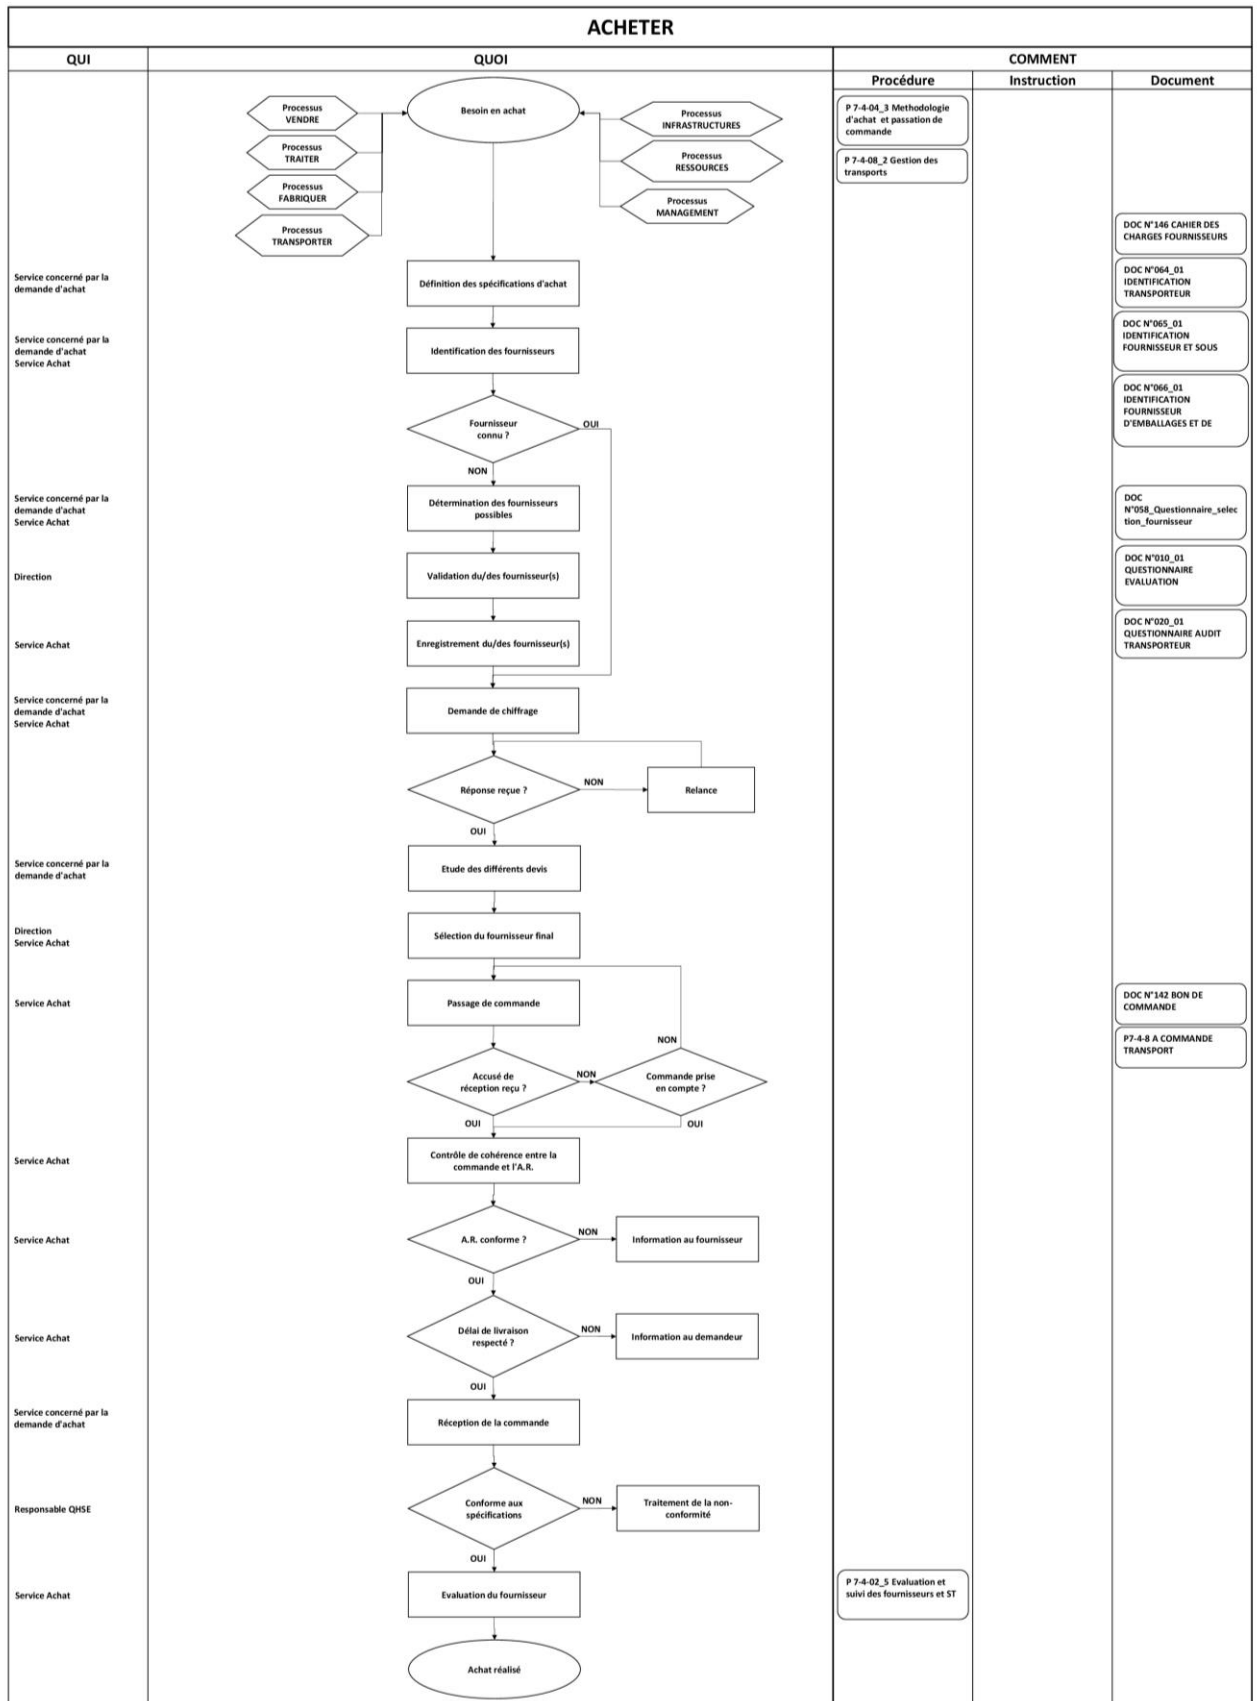 ACHETER
QUI
QUOI
COMMENT
Procédure
Instruction
Document
Processus
VENDRE
Processus
TRAITER
Processus
FABRIQUER
Processus
TRANSPORTER
Besoin en achat
Processus
INFRASTRUCTURES
Processus
RESSOURCES
Processus
MANAGEMENT
P 7-4-04_3 Methodologie
d'achat et passation de
commande
P 7-4-08_2 Gestion des
transports
DOC N°146 CAHIER DES
CHARGES FOURNISSEURS
Service concerné par la
demande d'achat
Définition des spécifications d'achat
DOC N°064_01
IDENTIFICATION
TRANSPORTEUR
Service concerné par la
demande d'achat
Service Achat
Identification des fournisseurs
DOC N°065_01
IDENTIFICATION
FOURNISSEUR ET SOUS
Fournisseur
connu ?
OUI
NON
DOC N°066_01
IDENTIFICATION
FOURNISSEUR
D'EMBALLAGES ET DE
Service concerné par la
demande d'achat
Service Achat
Détermination des fournisseurs
possibles
DOC
N°058_Questionnaire_selec
tion_fournisseur
Direction
Validation du/des fournisseur(s)
DOC N°010_01
QUESTIONNAIRE
EVALUATION
Service Achat
Enregistrement du/des fournisseur(s)
DOC N°020_01
QUESTIONNAIRE AUDIT
TRANSPORTEUR
Service concerné par la
demande d'achat
Service Achat
Demande de chiffrage
Réponse reçue ?
NON
Relance
OUI
Service concerné par la
demande d'achat
Etude des différents devis
Direction
Service Achat
Sélection du fournisseur final
Service Achat
Passage de commande
DOC N°142 BON DE
COMMANDE
P7-4-8 A COMMANDE
TRANSPORT
NON
Accusé de
réception reçu ?
NON
Commande prise
en compte ?
OUI
OUI
Service Achat
Contrôle de cohérence entre la
commande et l'A.R.
Service Achat
A.R. conforme ?
NON
Information au fournisseur
OUI
Service Achat
Délai de livraison
respecté ?
NON
Information au demandeur
OUI
Service concerné par la
demande d'achat
Réception de la commande
Responsable QHSE
Conforme aux
spécifications
NON
Traitement de la non-
conformité
OUI
Service Achat
Evaluation du fournisseur
P 7-4-02_5 Evaluation et
suivi des fournisseurs et ST
Achat réalisé